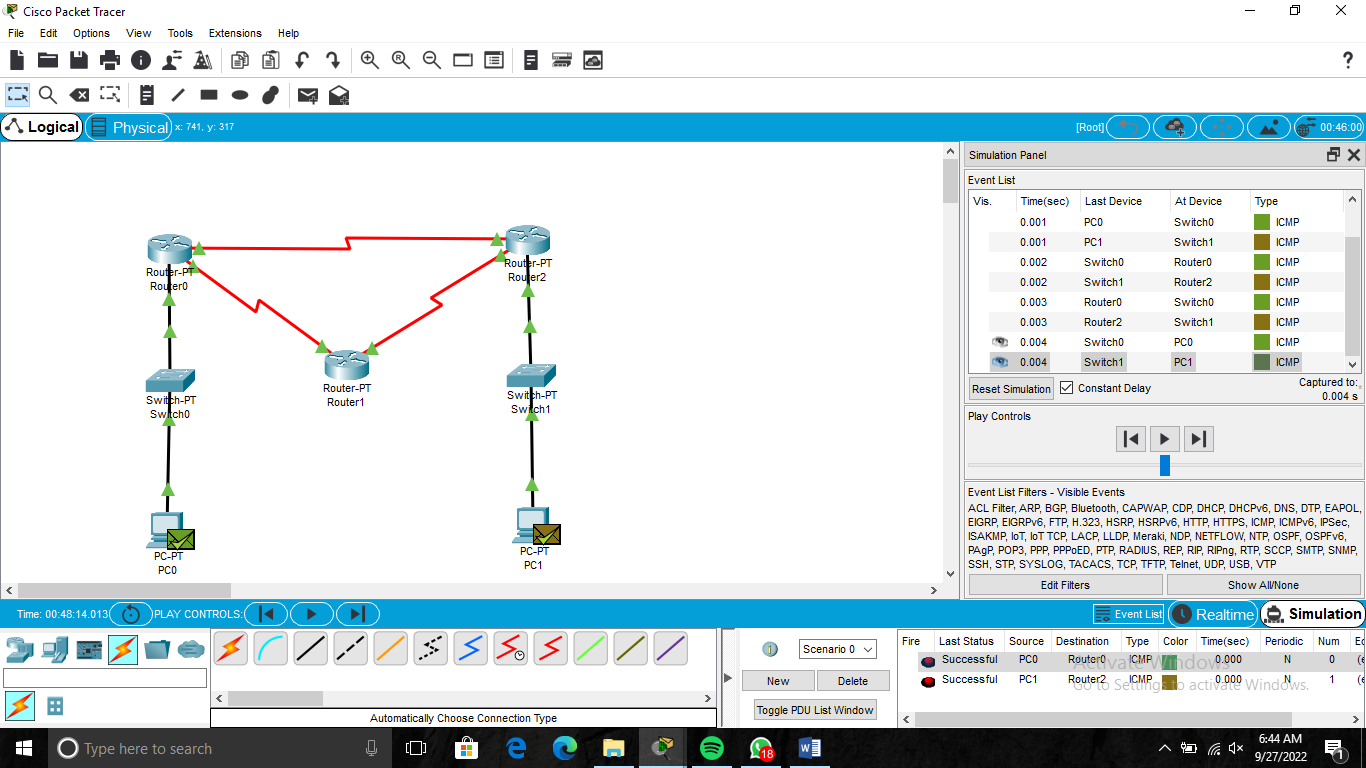 Cisco Packet Tracer
File Edit Options View Tools Extensions Help
?
Logical Physical x: 741, y: 317 [Root] 00:46:00
Router-PT
Router0
Router-PT
Router2
Router-PT
Router1
Switch-PT
Switch0
Switch-PT
Switch1
PC-PT
PC0
PC-PT
PC1
Simulation Panel
Event List
Vis. Time(sec) Last Device At Device Type
0.001 PC0 Switch0 ICMP
0.001 PC1 Switch1 ICMP
0.002 Switch0 Router0 ICMP
0.002 Switch1 Router2 ICMP
0.003 Router0 Switch0 ICMP
0.003 Router2 Switch1 ICMP
0.004 Switch0 PC0 ICMP
0.004 Switch1 PC1 ICMP
Reset Simulation Constant Delay Captured to:
0.004 s
Play Controls
Event List Filters - Visible Events
ACL Filter, ARP, BGP, Bluetooth, CAPWAP, CDP, DHCP, DHCPv6, DNS, DTP, EAPOL,
EIGRP, EIGRPv6, FTP, H.323, HSRP, HSRPv6, HTTP, HTTPS, ICMP, ICMPv6, IPSec,
ISAKMP, IoT, IoT TCP, LACP, LLDP, Meraki, NDP, NETFLOW, NTP, OSPF, OSPFv6,
PAgP, POP3, PPP, PPPoED, PTP, RADIUS, REP, RIP, RIPng, RTP, SCCP, SMTP, SNMP,
SSH, STP, SYSLOG, TACACS, TCP, TFTP, Telnet, UDP, USB, VTP
Edit Filters Show All/None
Time: 00:48:14.013 PLAY CONTROLS: Event List Realtime Simulation
Automatically Choose Connection Type
Scenario 0
New Delete
Toggle PDU List Window
Fire Last Status Source Destination Type Color Time(sec) Periodic Num Ec
Successful PC0 Router0 ICMP 0.000 N 0 (e
Successful PC1 Router2 ICMP 0.000 N 1 (e
Activate Windows
Go to Settings to activate Windows.
Type here to search
18
6:44 AM
9/27/2022
1